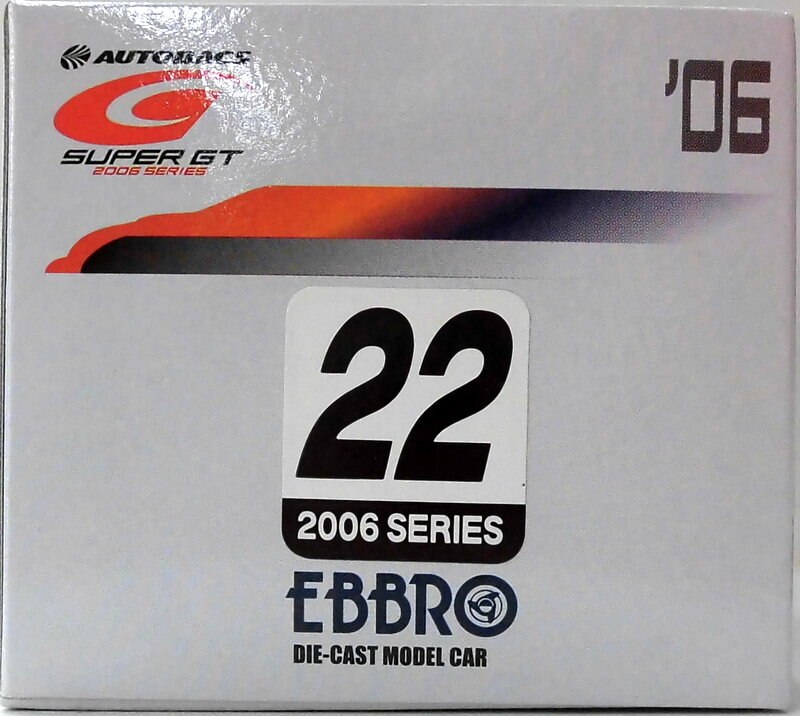 AUTOBACS
SUPER GT
2006 SERIES
'06
22
2006 SERIES
EBBRO
DIE-CAST MODEL CAR